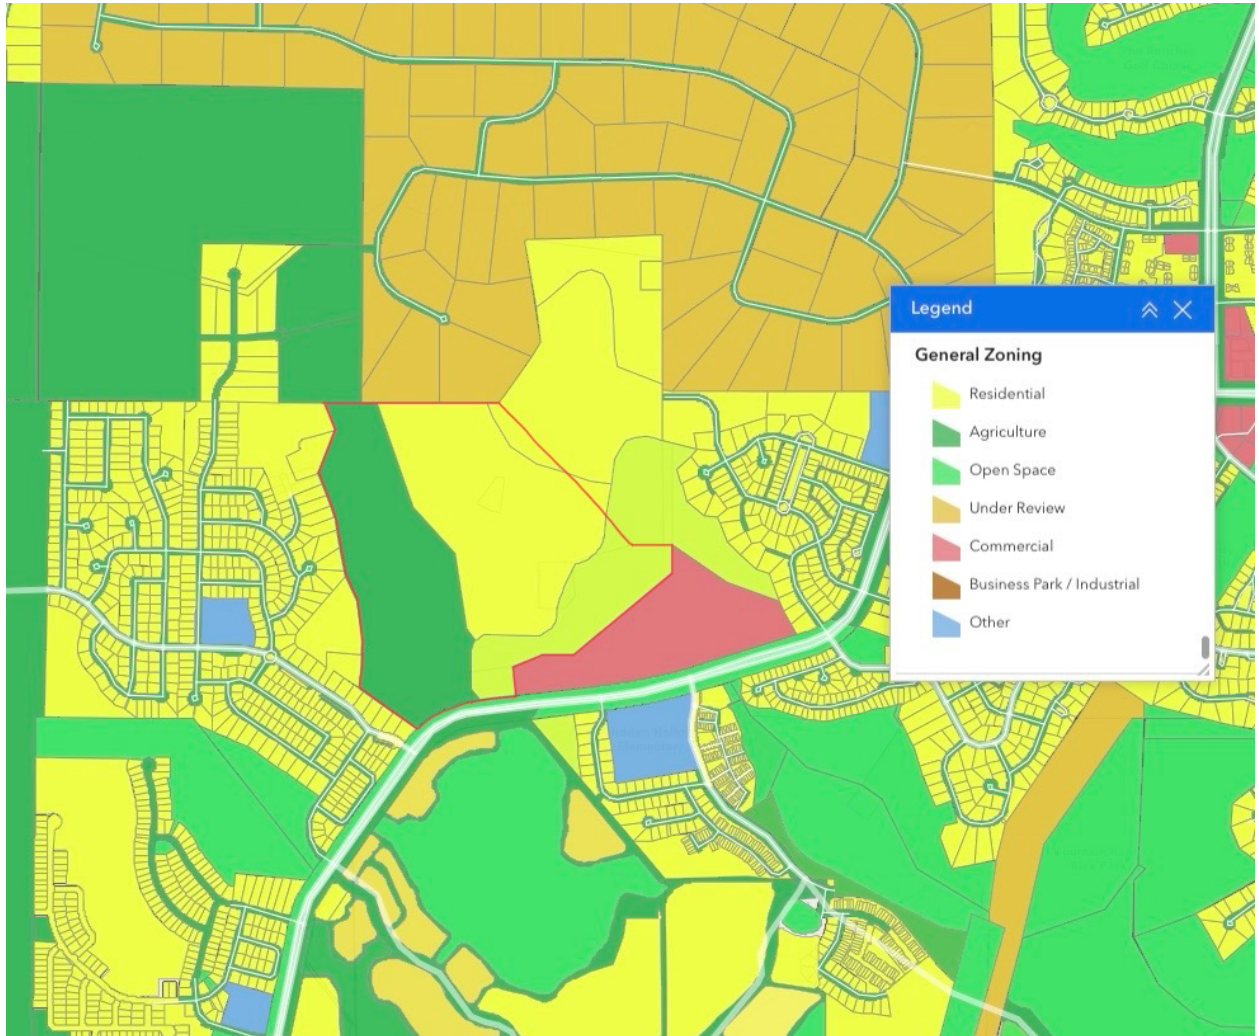 Legend
General Zoning
Residential
Agriculture
Open Space
Under Review
Commercial
Business Park / Industrial
Other